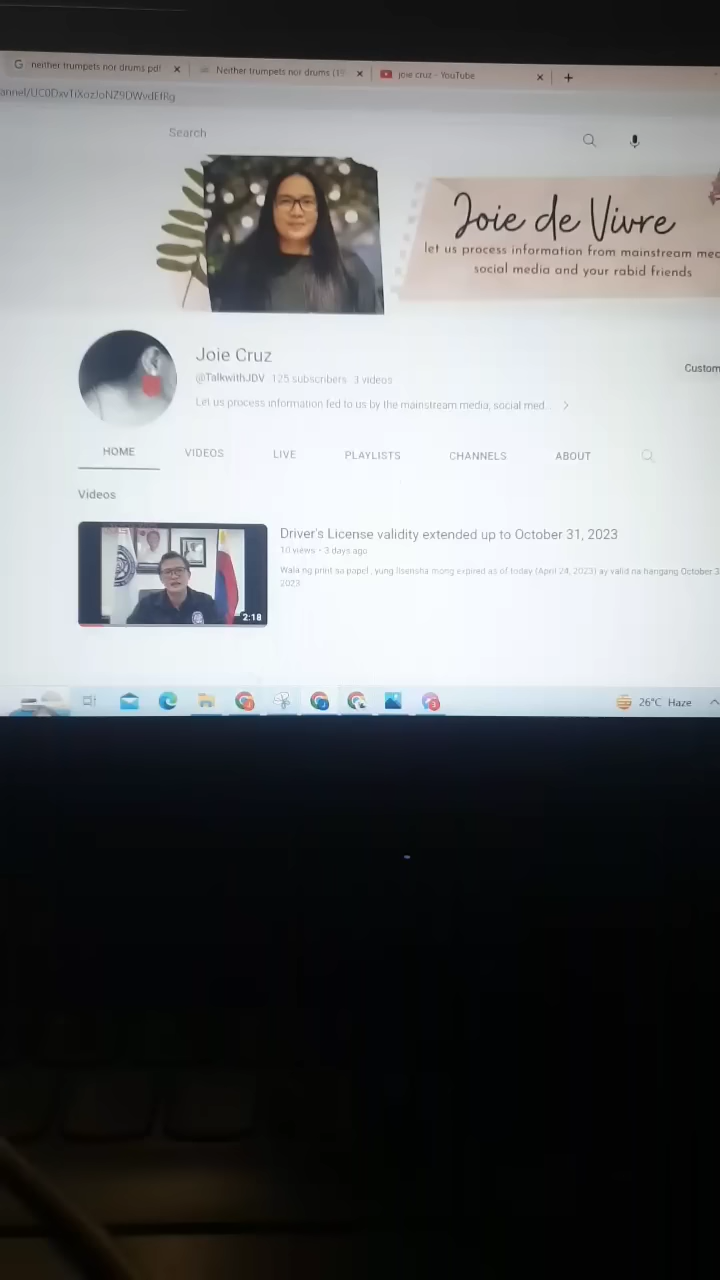 neither trumpets nor drums pdf
Neither trumpets nor drums (19
joie cruz - YouTube
Search
Joie de Vivre
let us process information from mainstream med
social media and your rabid friends
Joie Cruz
@TalkwithJDV 125 subscribers 3 videos
Custom
Let us process information fed to us by the mainstream media, social med...
HOME VIDEOS LIVE PLAYLISTS CHANNELS ABOUT
Videos
Driver's License validity extended up to October 31, 2023
10 views • 3 days ago
Wala ng print sa papel, yung lisensha mong expired as of today (April 24, 2023) ay valid na hangang October 3
2023
2:18
26°C Haze